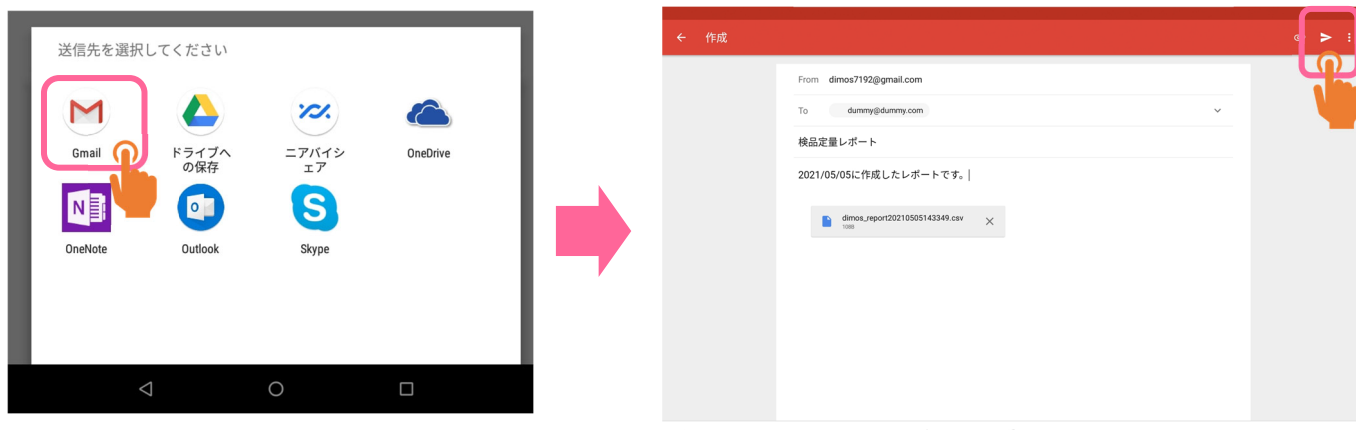 送信先を選択してください
Gmail
ドライブへ
の保存
ニアバイシ
ェア
OneDrive
OneNote
Outlook
Skype
作成
From dimos7192@gmail.com
To dummy@dummy.com
検品定量レポート
2021/05/05に作成したレポートです。
dimos_report20210505143349.csv
108B